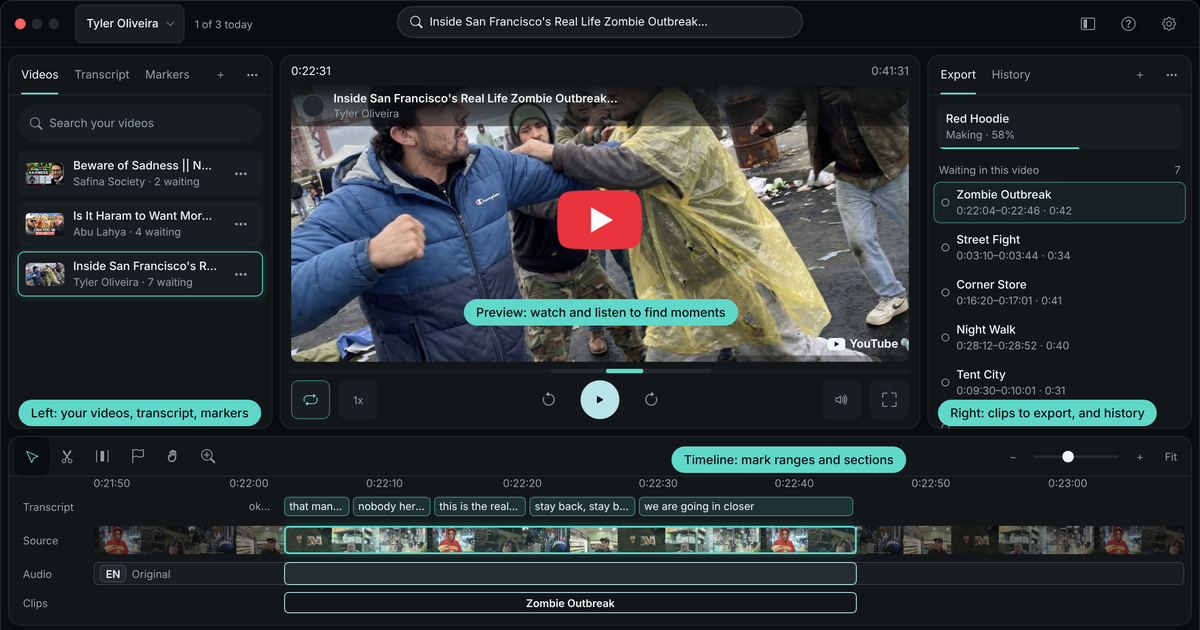 Tyler Oliveira
1 of 3 today
Inside San Francisco's Real Life Zombie Outbreak...
Videos
Transcript
Markers
Search your videos
Beware of Sadness || N...
Safina Society · 2 waiting
Is It Haram to Want Mor...
Abu Lahya · 4 waiting
Inside San Francisco's R...
Tyler Oliveira · 7 waiting
Left: your videos, transcript, markers
0:22:31
0:41:31
Inside San Francisco's Real Life Zombie Outbreak...
Tyler Oliveira
Champion
Preview: watch and listen to find moments
YouTube
1x
Export
History
Red Hoodie
Making · 58%
Waiting in this video
7
Zombie Outbreak
0:22:04–0:22:46 · 0:42
Street Fight
0:03:10–0:03:44 · 0:34
Corner Store
0:16:20–0:17:01 · 0:41
Night Walk
0:28:12–0:28:52 · 0:40
Tent City
0:09:30–0:10:01 · 0:31
Right: clips to export, and history
Timeline: mark ranges and sections
Fit
0:21:50
0:22:00
0:22:10
0:22:20
0:22:30
0:22:40
0:22:50
0:23:00
Transcript
ok...
that man...
nobody her...
this is the real...
stay back, stay b...
we are going in closer
Source
Audio
EN
Original
Clips
Zombie Outbreak